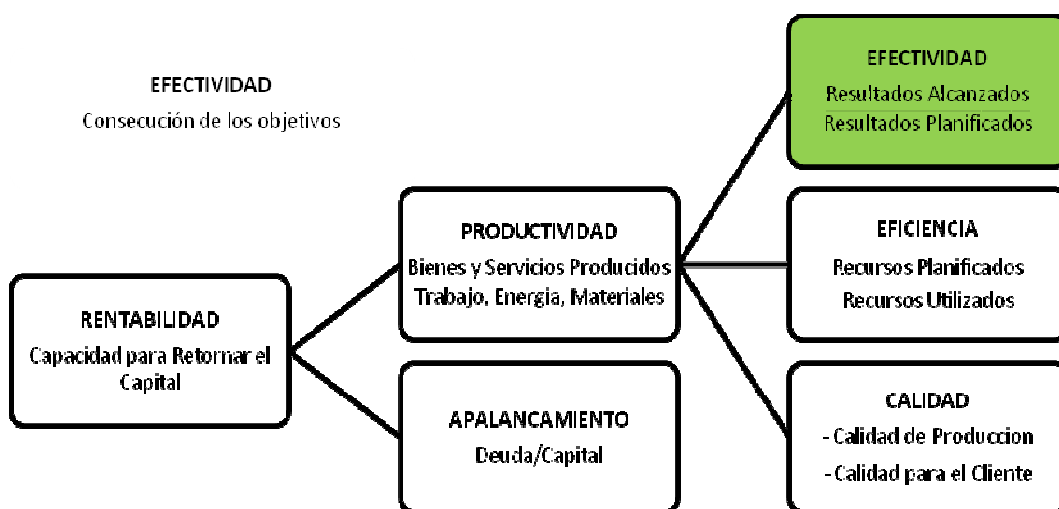 EFECTIVIDAD
Consecución de los objetivos
EFECTIVIDAD
Resultados Alcanzados
Resultados Planificados
PRODUCTIVIDAD
Bienes y Servicios Producidos
Trabajo, Energia, Materiales
EFICIENCIA
Recursos Planificados
Recursos Utilizados
RENTABILIDAD
Capacidad para Retornar el
Capital
APALANCAMIENTO
Deuda/Capital
CALIDAD
- Calidad de Produccion
- Calidad para el Cliente